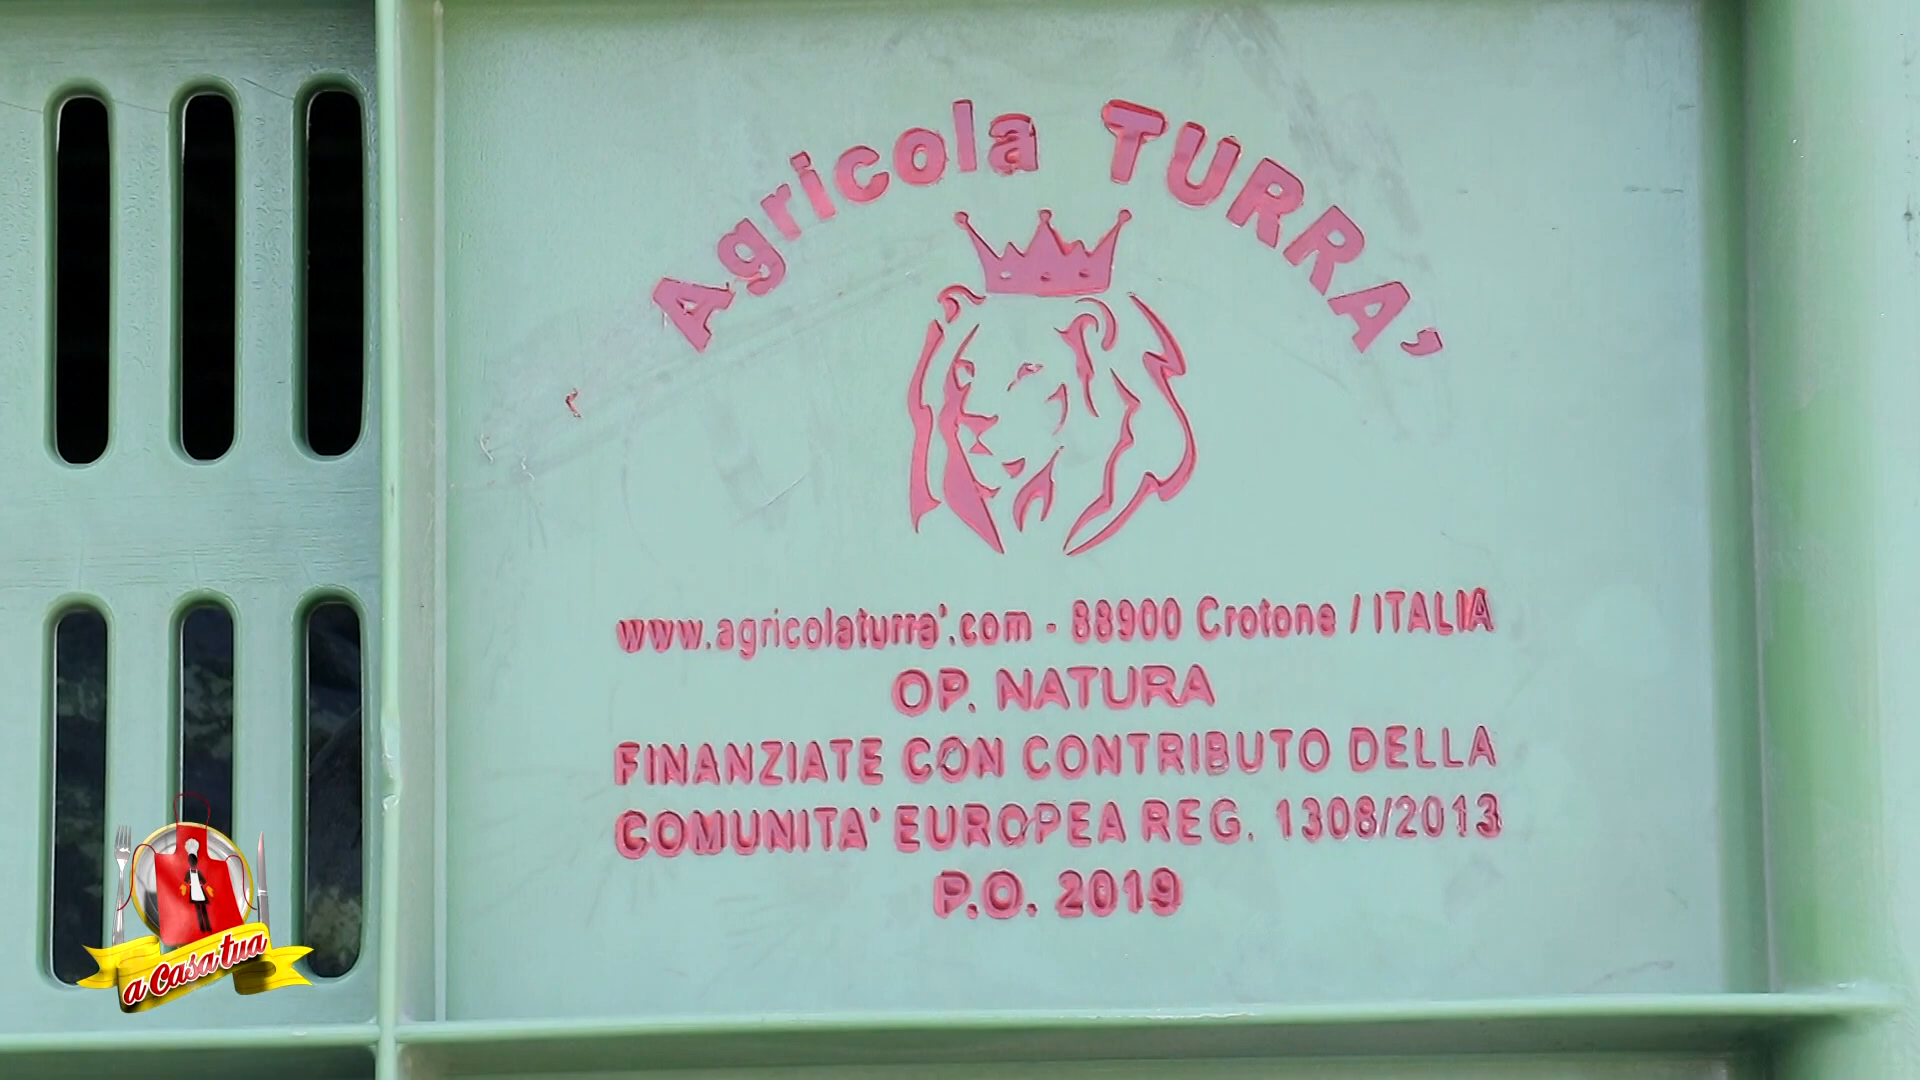 Agricola TURRA'
www.agricolaturra'.com - 88900 Crotone / ITALIA
OP. NATURA
FINANZIATE CON CONTRIBUTO DELLA
COMUNITA' EUROPEA REG. 1308/2013
P.O. 2019
a Casa tua